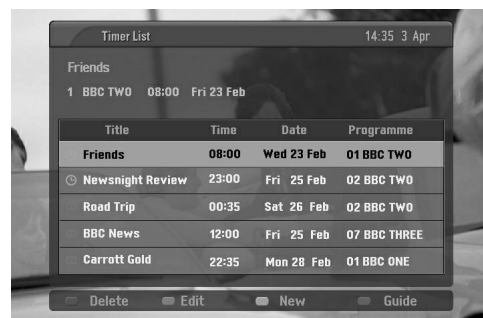 Timer List 14:35 3 Apr
Friends
1 BBC TWO 08:00 Fri 23 Feb
Title Time Date Programme
Friends 08:00 Wed 23 Feb 01 BBC TWO
Newsnight Review 23:00 Fri 25 Feb 02 BBC TWO
Road Trip 00:35 Sat 26 Feb 02 BBC TWO
BBC News 12:00 Fri 25 Feb 07 BBC THREE
Carrott Gold 22:35 Mon 28 Feb 01 BBC ONE
Delete Edit New Guide